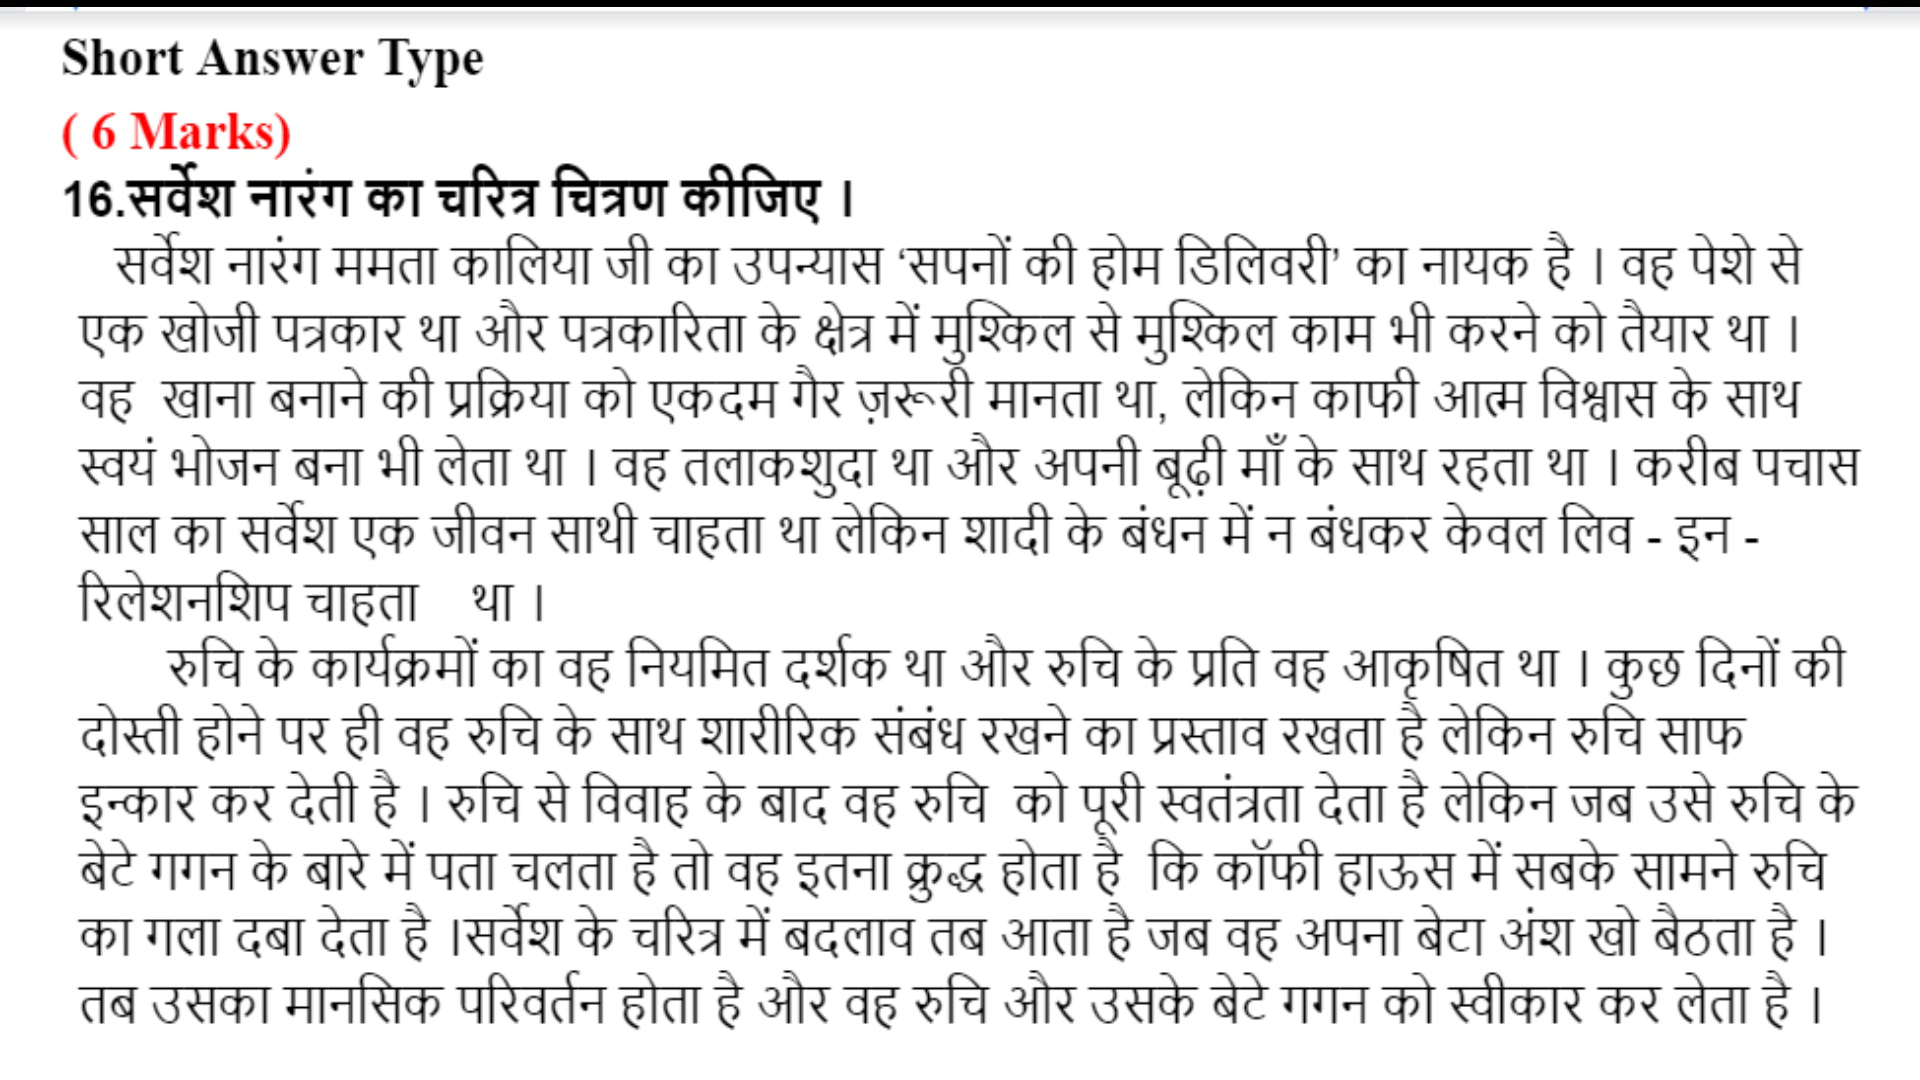 Short Answer Type
( 6 Marks)
16.सर्वेश नारंग का चरित्र चित्रण कीजिए ।
सर्वेश नारंग ममता कालिया जी का उपन्यास ‘सपनों की होम डिलिवरी’ का नायक है । वह पेशे से
एक खोजी पत्रकार था और पत्रकारिता के क्षेत्र में मुश्किल से मुश्किल काम भी करने को तैयार था ।
वह खाना बनाने की प्रक्रिया को एकदम गैर ज़रूरी मानता था, लेकिन काफी आत्म विश्वास के साथ
स्वयं भोजन बना भी लेता था । वह तलाकशुदा था और अपनी बूढ़ी माँ के साथ रहता था । करीब पचास
साल का सर्वेश एक जीवन साथी चाहता था लेकिन शादी के बंधन में न बंधकर केवल लिव - इन -
रिलेशनशिप चाहता था ।
रुचि के कार्यक्रमों का वह नियमित दर्शक था और रुचि के प्रति वह आकृषित था । कुछ दिनों की
दोस्ती होने पर ही वह रुचि के साथ शारीरिक संबंध रखने का प्रस्ताव रखता है लेकिन रुचि साफ
इन्कार कर देती है । रुचि से विवाह के बाद वह रुचि को पूरी स्वतंत्रता देता है लेकिन जब उसे रुचि के
बेटे गगन के बारे में पता चलता है तो वह इतना क्रुद्ध होता है कि कॉफी हाऊस में सबके सामने रुचि
का गला दबा देता है ।सर्वेश के चरित्र में बदलाव तब आता है जब वह अपना बेटा अंश खो बैठता है ।
तब उसका मानसिक परिवर्तन होता है और वह रुचि और उसके बेटे गगन को स्वीकार कर लेता है ।